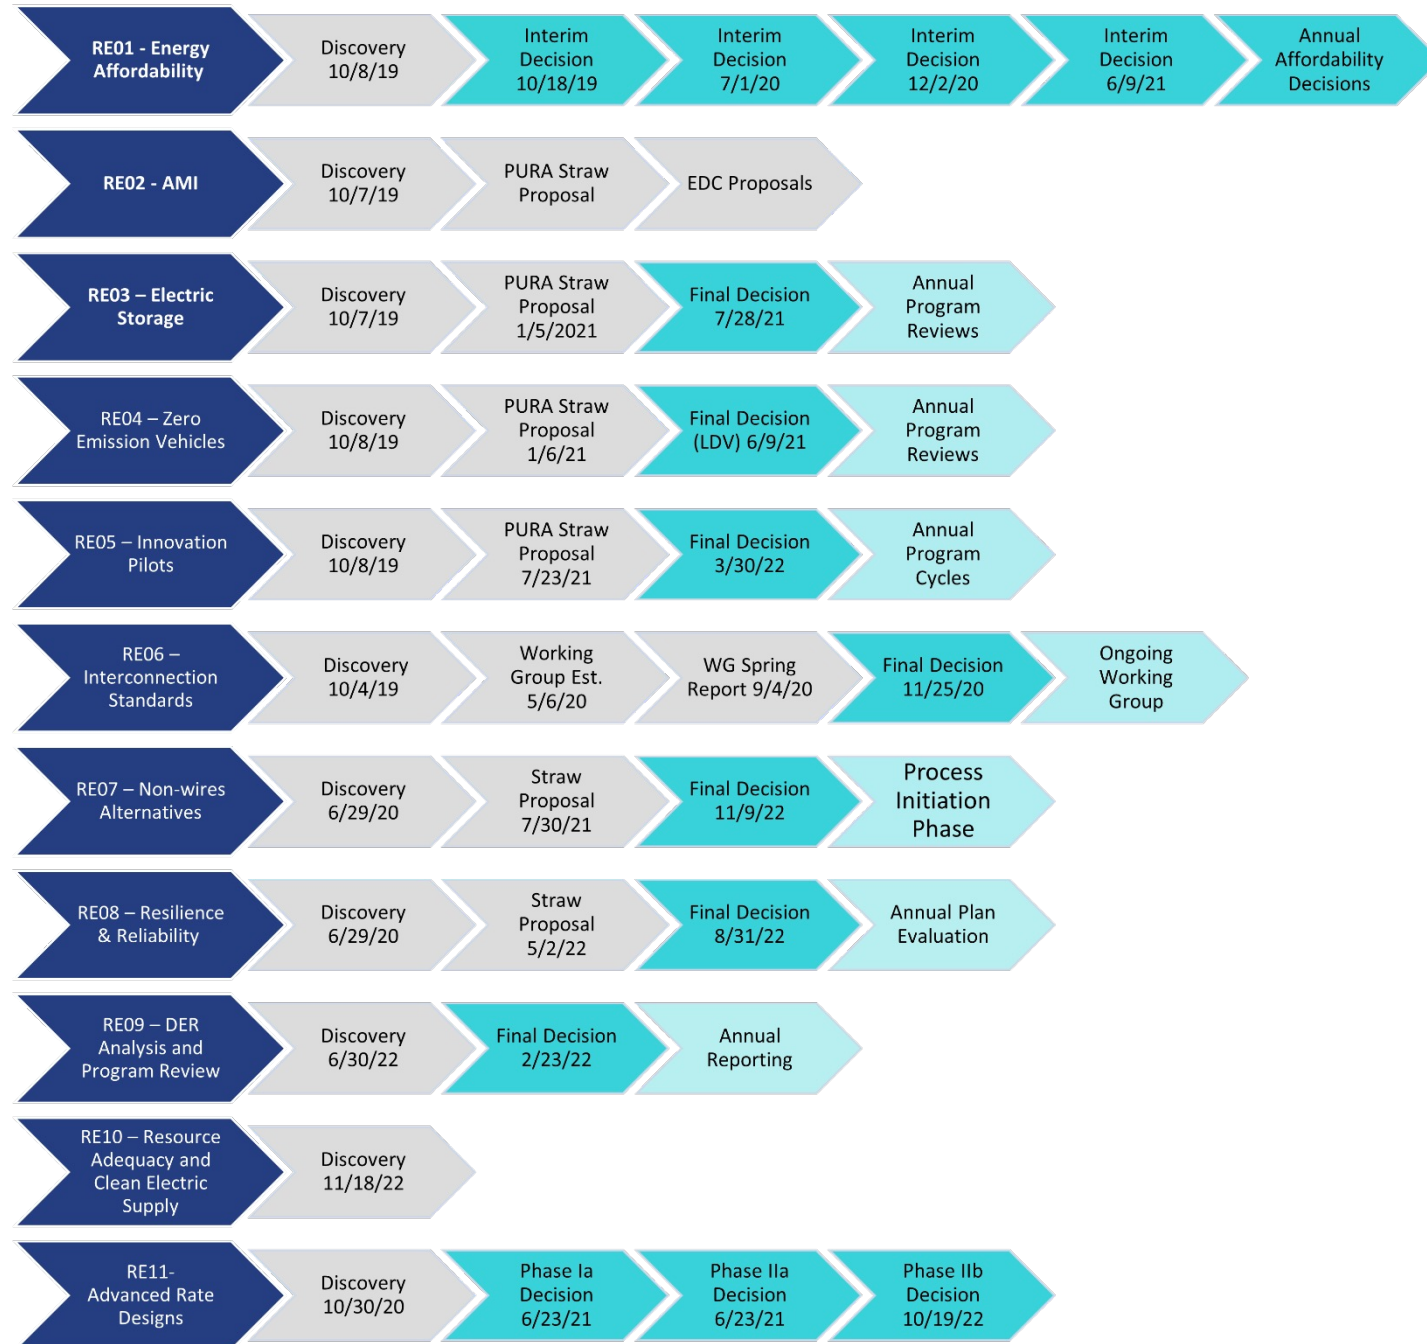 RE01 - Energy
Affordability
Discovery
10/8/19
Interim
Decision
10/18/19
Interim
Decision
7/1/20
Interim
Decision
12/2/20
Interim
Decision
6/9/21
Annual
Affordability
Decisions
RE02 - AMI
Discovery
10/7/19
PURA Straw
Proposal
EDC Proposals
RE03 – Electric
Storage
Discovery
10/7/19
PURA Straw
Proposal
1/5/2021
Final Decision
7/28/21
Annual
Program
Reviews
RE04 – Zero
Emission Vehicles
Discovery
10/8/19
PURA Straw
Proposal
1/6/21
Final Decision
(LDV) 6/9/21
Annual
Program
Reviews
RE05 – Innovation
Pilots
Discovery
10/8/19
PURA Straw
Proposal
7/23/21
Final Decision
3/30/22
Annual
Program
Cycles
RE06 –
Interconnection
Standards
Discovery
10/4/19
Working
Group Est.
5/6/20
WG Spring
Report 9/4/20
Final Decision
11/25/20
Ongoing
Working
Group
RE07 – Non-wires
Alternatives
Discovery
6/29/20
Straw
Proposal
7/30/21
Final Decision
11/9/22
Process
Initiation
Phase
RE08 – Resilience
& Reliability
Discovery
6/29/20
Straw
Proposal
5/2/22
Final Decision
8/31/22
Annual Plan
Evaluation
RE09 – DER
Analysis and
Program Review
Discovery
6/30/22
Final Decision
2/23/22
Annual
Reporting
RE10 – Resource
Adequacy and
Clean Electric
Supply
Discovery
11/18/22
RE11-
Advanced Rate
Designs
Discovery
10/30/20
Phase Ia
Decision
6/23/21
Phase IIa
Decision
6/23/21
Phase IIb
Decision
10/19/22